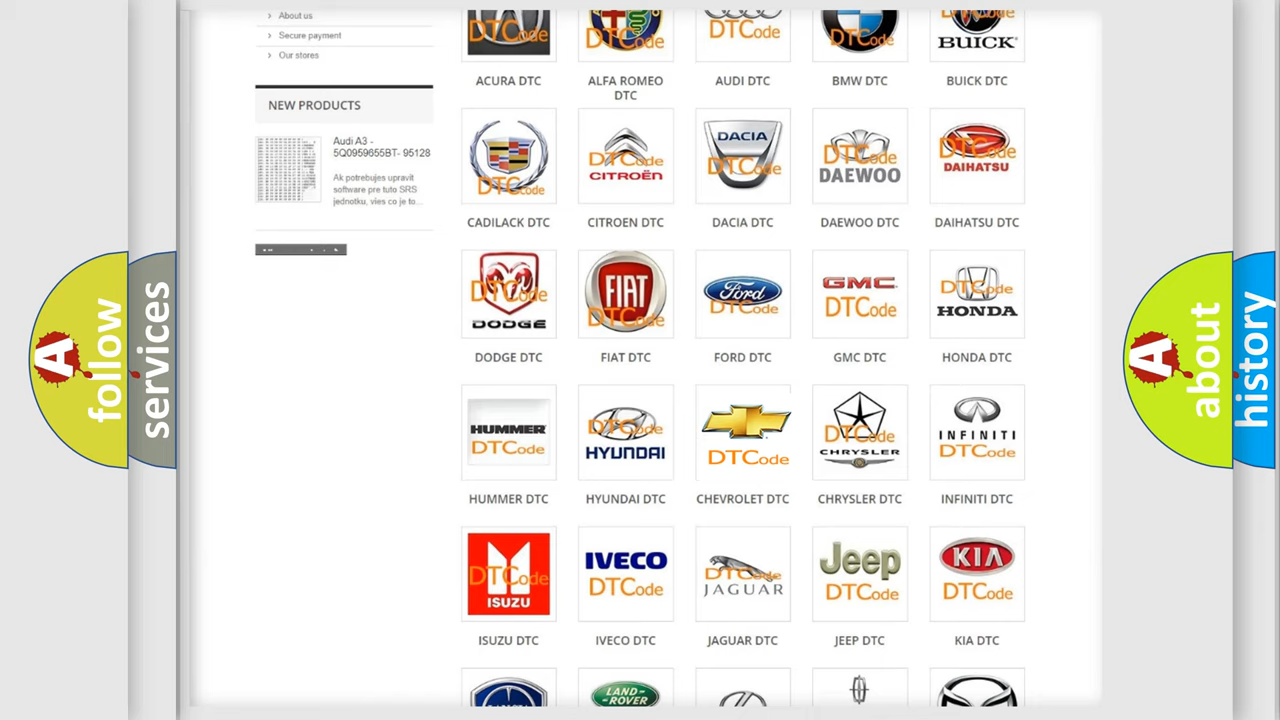 About us
Secure payment
Our stores
NEW PRODUCTS
Audi A3 -
5Q0959655BT- 95128
Ak potrebujes upravit
software pre tuto SRS
jednotku, vies co je to...
follow
services
DTCode
DTCode
DTCode
DTCode
BUICK
ACURA DTC
ALFA ROMEO
DTC
AUDI DTC
BMW DTC
BUICK DTC
DTCode
DTCode
CITROËN
DACIA
DTCode
DTCode
DAEWOO
DTCode
DAIHATSU
CADILACK DTC
CITROEN DTC
DACIA DTC
DAEWOO DTC
DAIHATSU DTC
DTCode
DODGE
FIAT
DTCode
Ford
DTCode
GMC
DTCode
DTCode
HONDA
DODGE DTC
FIAT DTC
FORD DTC
GMC DTC
HONDA DTC
HUMMER
DTCode
DTCode
HYUNDAI
DTCode
DTCode
CHRYSLER
INFINITI
DTCode
HUMMER DTC
HYUNDAI DTC
CHEVROLET DTC
CHRYSLER DTC
INFINITI DTC
DTCode
ISUZU
IVECO
DTCode
DTCode
JAGUAR
Jeep
DTCode
KIA
DTCode
ISUZU DTC
IVECO DTC
JAGUAR DTC
JEEP DTC
KIA DTC
LAND-
ROVER
A
about
history
A